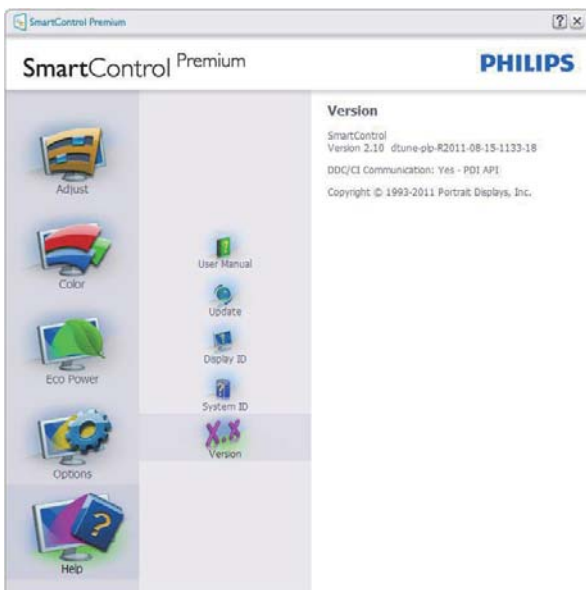 SmartControl Premium
SmartControl Premium
PHILIPS
Adjust
Color
Eco Power
Options
Help
User Manual
Update
Display ID
System ID
Version
Version
SmartControl
Version 2.10 dtune-plp-R2011-08-15-1133-18
DDC/CI Communication: Yes - PDI API
Copyright © 1993-2011 Portrait Displays, Inc.